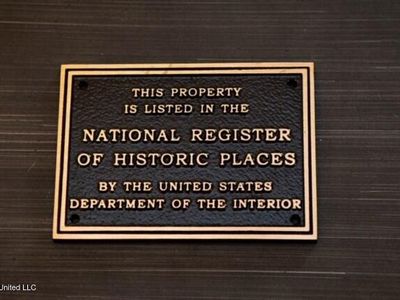 THIS PROPERTY
IS LISTED IN THE
NATIONAL REGISTER
OF HISTORIC PLACES
BY THE UNITED STATES
DEPARTMENT OF THE INTERIOR
United LLC